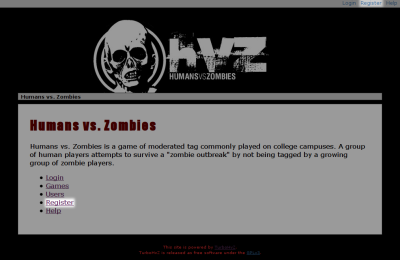 Login Register Help
hvz
HUMANSVSZOMBIES
Humans vs. Zombies
Humans vs. Zombies
Humans vs. Zombies is a game of moderated tag commonly played on college campuses. A group
of human players attempts to survive a "zombie outbreak" by not being tagged by a growing
group of zombie players.
Login
Games
Users
Register
Help
This site is powered by
is released as free software under the